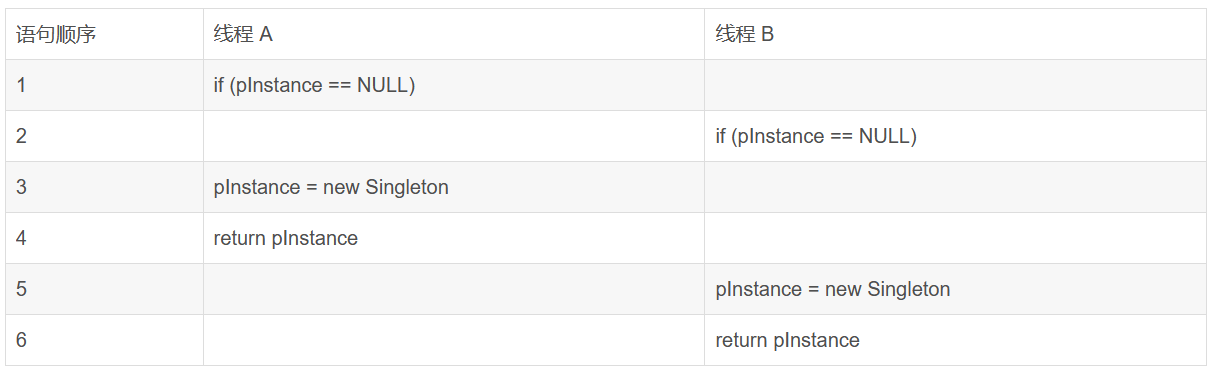 语句顺序 线程 A 线程 B
1 if (pInstance == NULL)
2 if (pInstance == NULL)
3 pInstance = new Singleton
4 return pInstance
5 pInstance = new Singleton
6 return pInstance